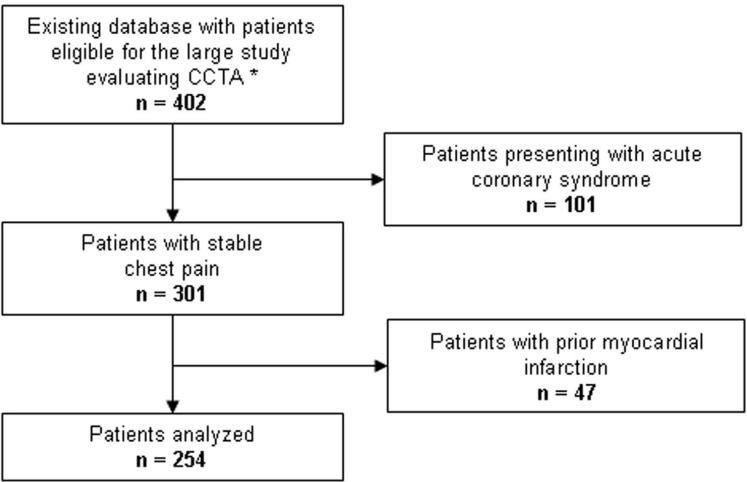 Existing database with patients
eligible for the large study
evaluating CCTA *
n = 402
Patients presenting with acute
coronary syndrome
n = 101
Patients with stable
chest pain
n = 301
Patients with prior myocardial
infarction
n = 47
Patients analyzed
n = 254